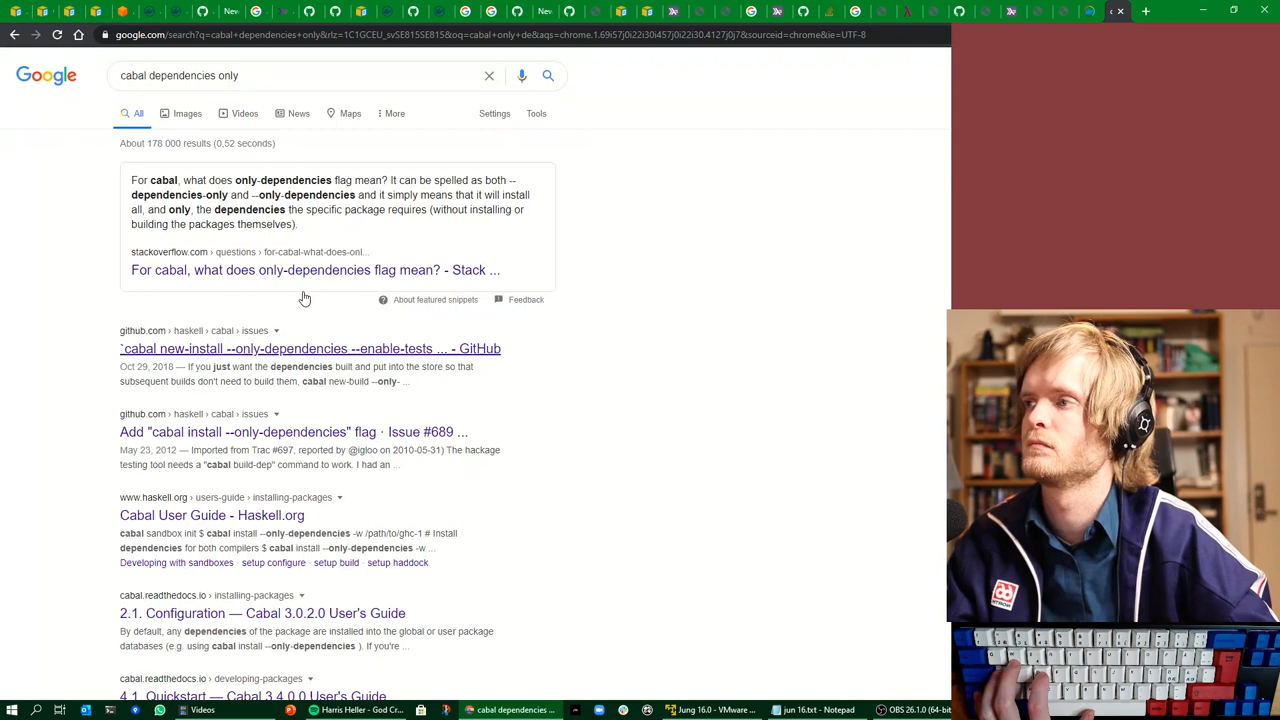 New
G
New
google.com/search?q=cabal+dependencies+only&rlz=1C1GCEU_svSE815SE815&oq=cabal+only+de&aqs=chrome.1.69i57j0i22i30i457j0i22i30.4127j0j7&sourceid=chrome&ie=UTF-8
Google
cabal dependencies only
All
Images
Videos
News
Maps
More
Settings
Tools
About 178 000 results (0,52 seconds)
For cabal, what does only-dependencies flag mean? It can be spelled as both --
dependencies-only and --only-dependencies and it simply means that it will install
all, and only, the dependencies the specific package requires (without installing or
building the packages themselves).
stackoverflow.com › questions › for-cabal-what-does-onl...
For cabal, what does only-dependencies flag mean? - Stack ...
About featured snippets
Feedback
github.com › haskell › cabal › issues
`cabal new-install --only-dependencies --enable-tests ... - GitHub
Oct 29, 2018 — If you just want the dependencies built and put into the store so that
subsequent builds don't need to build them, cabal new-build --only- ...
github.com › haskell › cabal › issues
Add "cabal install --only-dependencies" flag · Issue #689 ...
May 23, 2012 — Imported from Trac #697, reported by @igloo on 2010-05-31) The hackage
testing tool needs a "cabal build-dep" command to work. I had an ...
www.haskell.org › users-guide › installing-packages
Cabal User Guide - Haskell.org
cabal sandbox init $ cabal install --only-dependencies -w /path/to/ghc-1 # Install
dependencies for both compilers $ cabal install --only-dependencies -w ...
Developing with sandboxes · setup configure · setup build · setup haddock
cabal.readthedocs.io › installing-packages
2.1. Configuration — Cabal 3.0.2.0 User's Guide
By default, any dependencies of the package are installed into the global or user package
databases (e.g. using cabal install --only-dependencies ). If you're ...
cabal.readthedocs.io › developing-packages
4.1. Quickstart — Cabal 3.4.0.0 User's Guide
Videos
Harris Heller - God Cr...
cabal dependencies ...
Jung 16.0 - VMware ...
jun 16.txt - Notepad
OBS 26.1.0 (64-bit